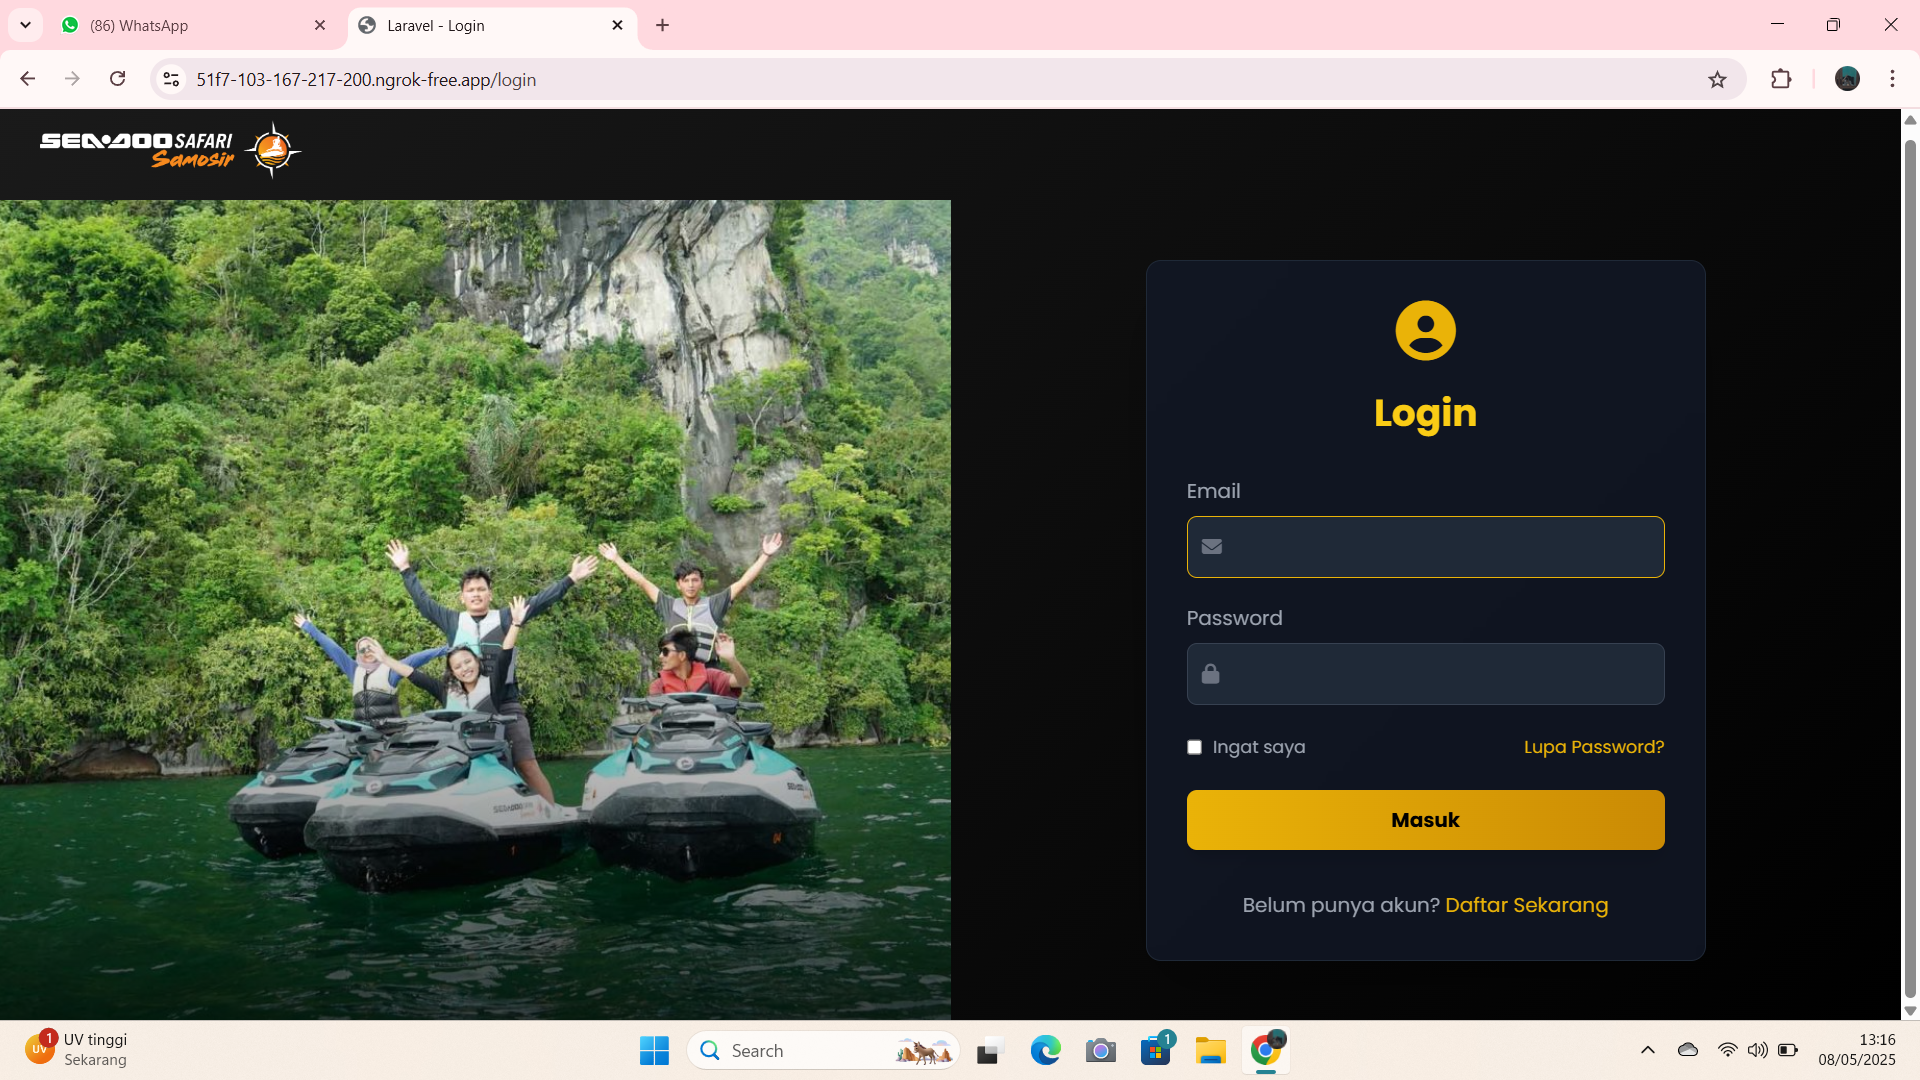 (86) WhatsApp
Laravel - Login
51f7-103-167-217-200.ngrok-free.app/login
SEA-DOO SAFARI
Samosir
Login
Email
Password
Ingat saya
Lupa Password?
Masuk
Belum punya akun? Daftar Sekarang
1
UV
UV tinggi
Sekarang
Search
1
13:16
08/05/2025